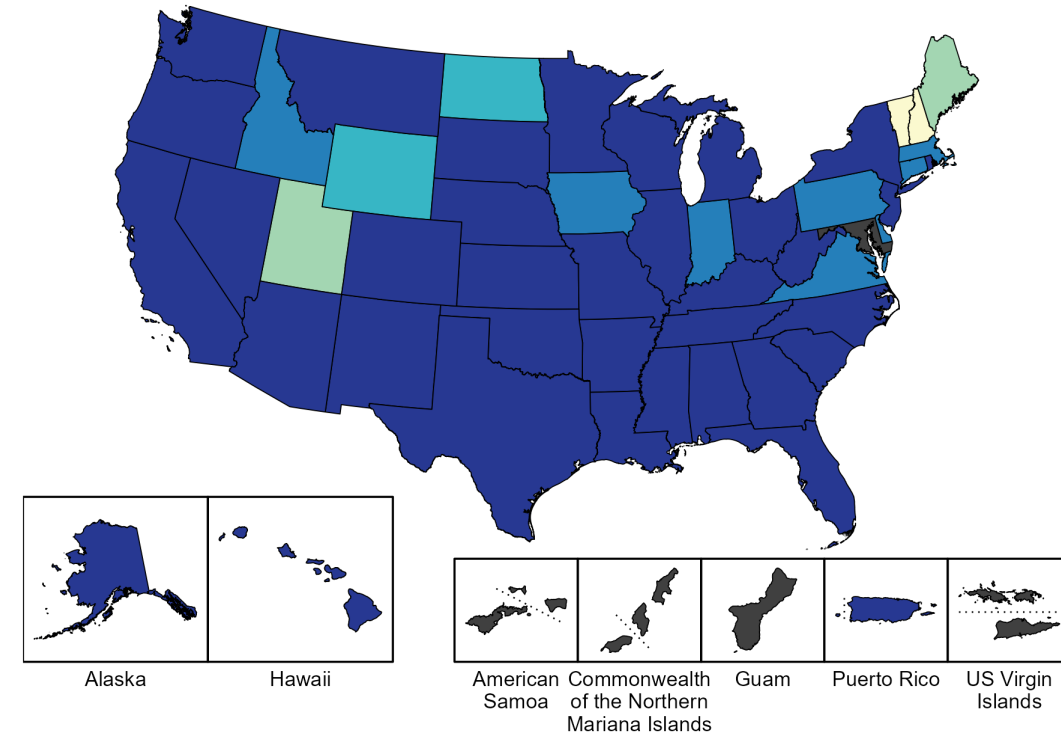 Alaska
Hawaii
American
Samoa
Commonwealth
of the Northern
Mariana Islands
Guam
Puerto Rico
US Virgin
Islands